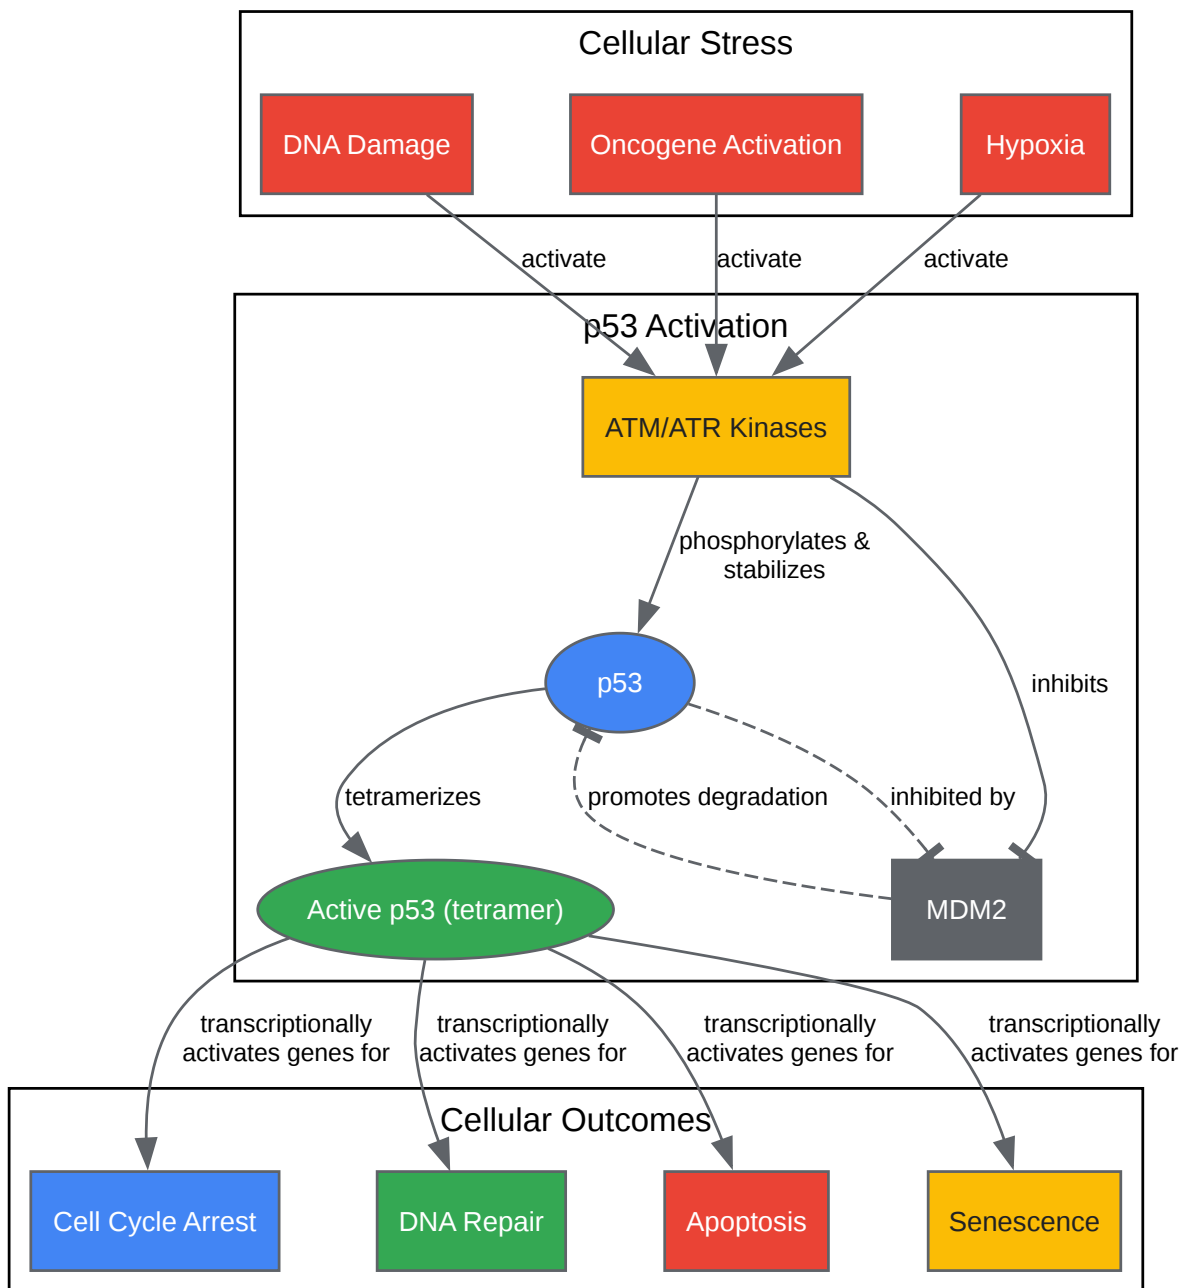 Cellular Stress
DNA Damage
Oncogene Activation
Hypoxia
activate
activate
activate
p53 Activation
ATM/ATR Kinases
phosphorylates &
stabilizes
p53
inhibits
tetramerizes
promotes degradation
inhibited by
Active p53 (tetramer)
MDM2
transcriptionally
activates genes for
transcriptionally
activates genes for
transcriptionally
activates genes for
transcriptionally
activates genes for
Cellular Outcomes
Cell Cycle Arrest
DNA Repair
Apoptosis
Senescence